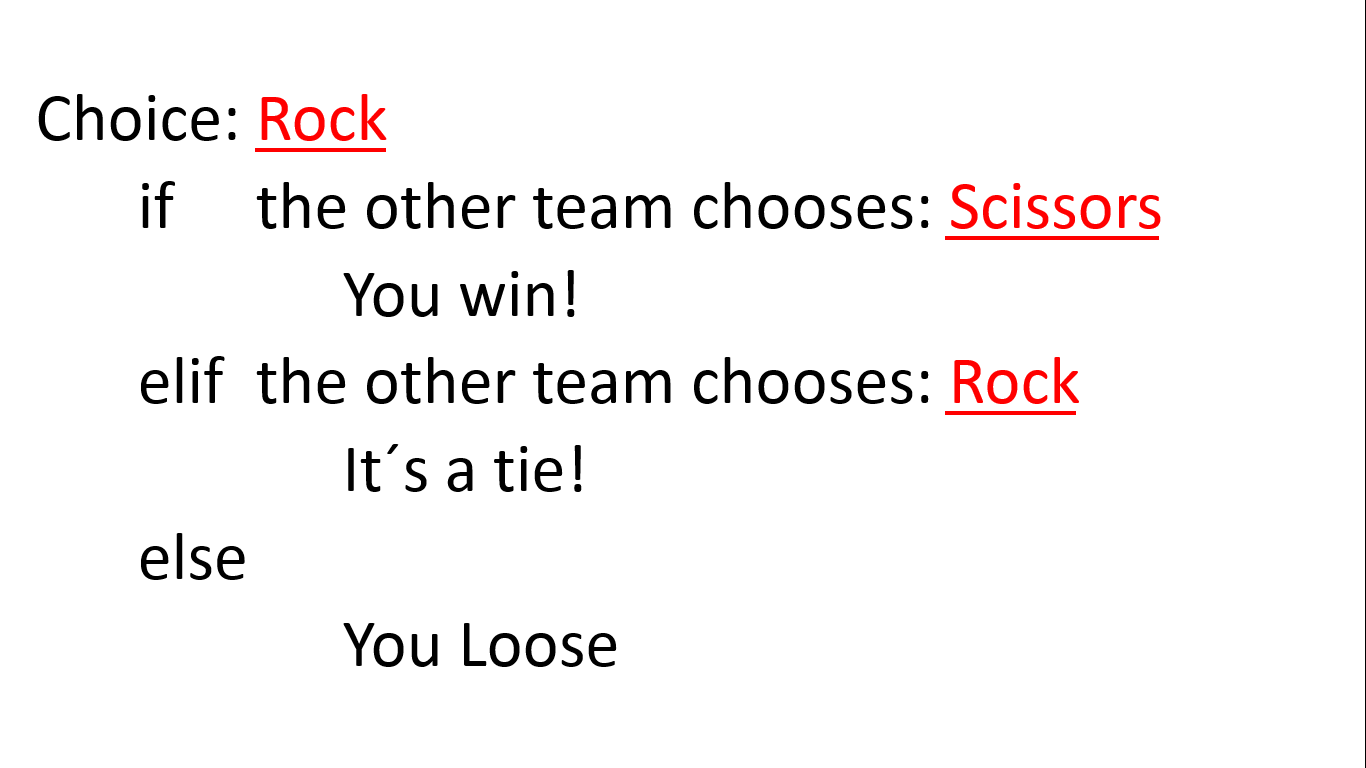 Choice: Rock
if the other team chooses: Scissors
You win!
elif the other team chooses: Rock
It´s a tie!
else
You Loose